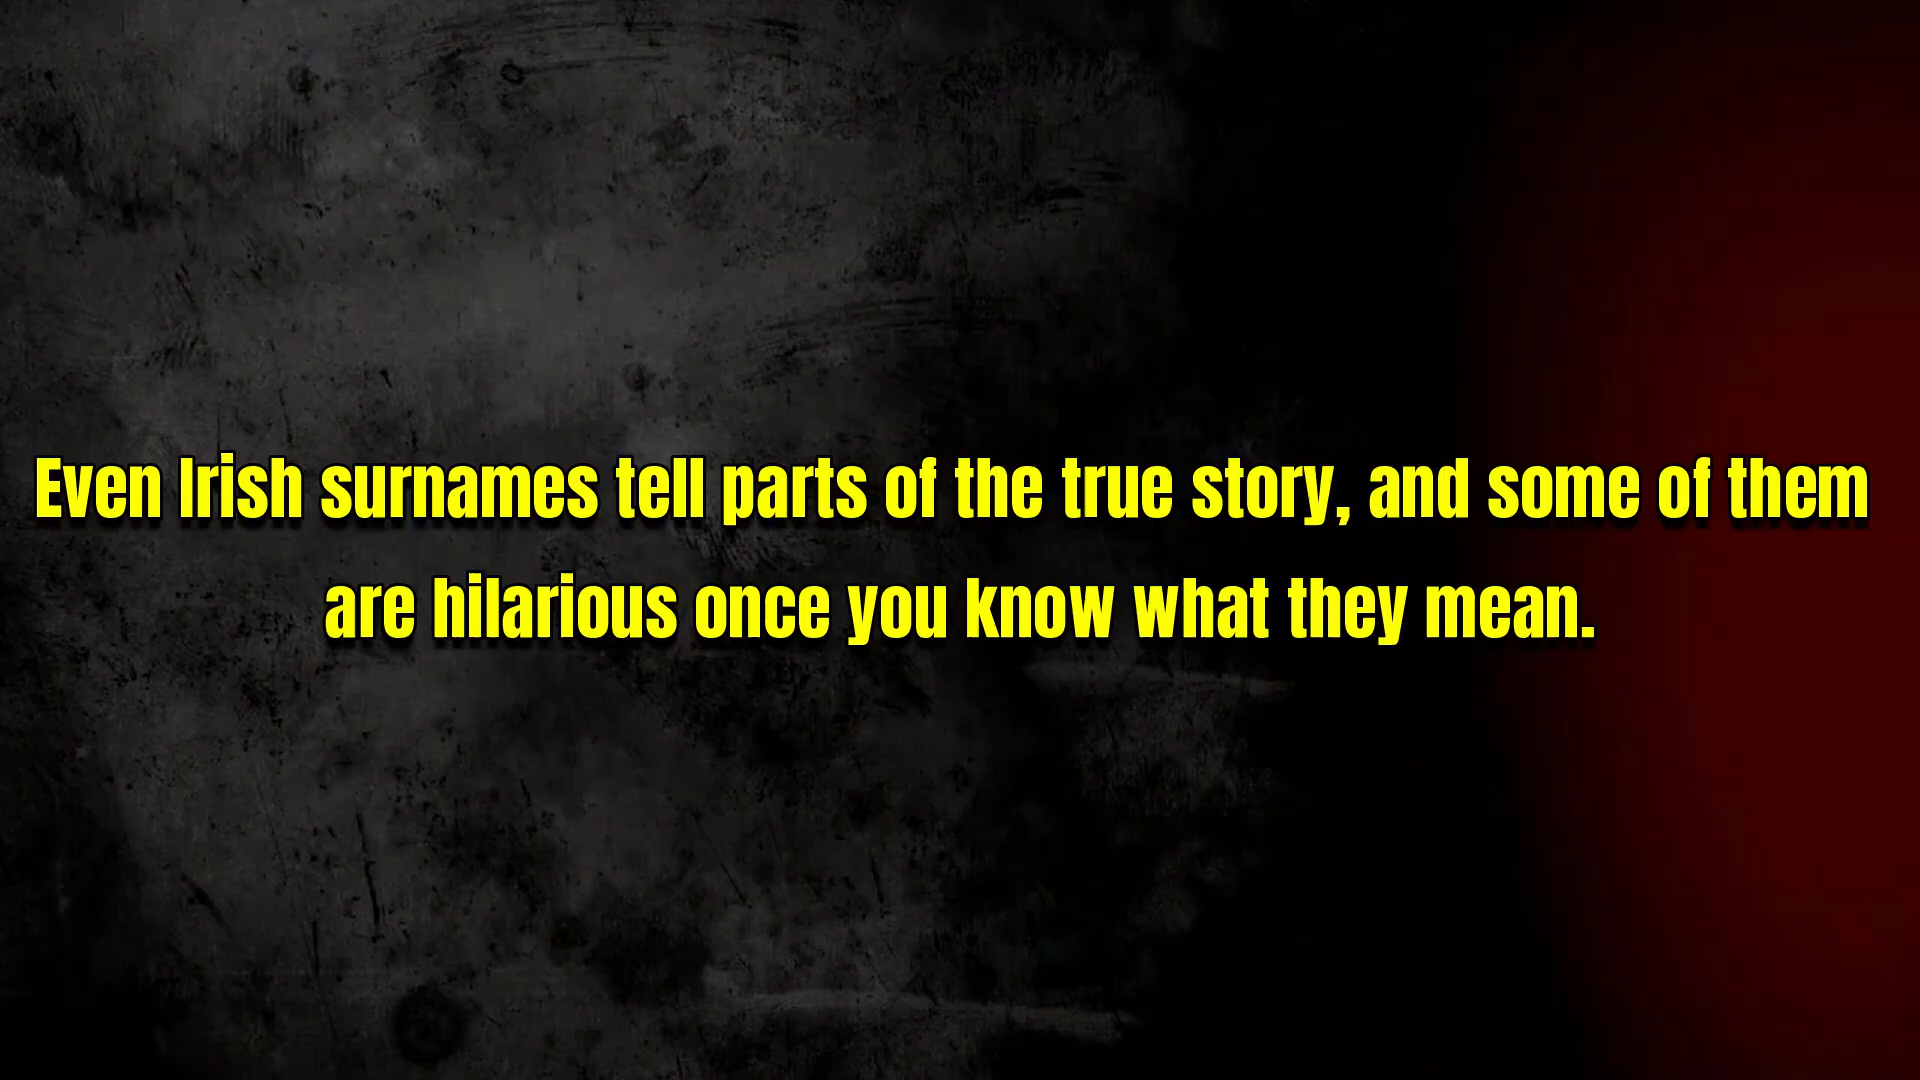 Even Irish surnames tell parts of the true story, and some of them
are hilarious once you know what they mean.